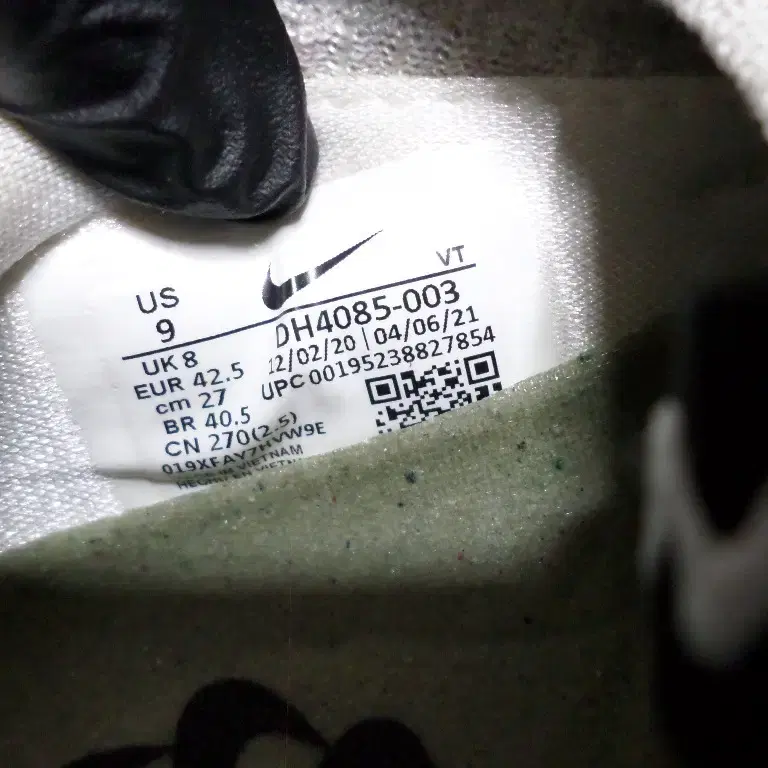 VT
US
9
DH4085-003
12/02/20 | 04/06/21
UPC 00195238827854
UK 8
EUR 42.5
cm 27
BR 40.5
CN 270(2.5)
VIETNAM